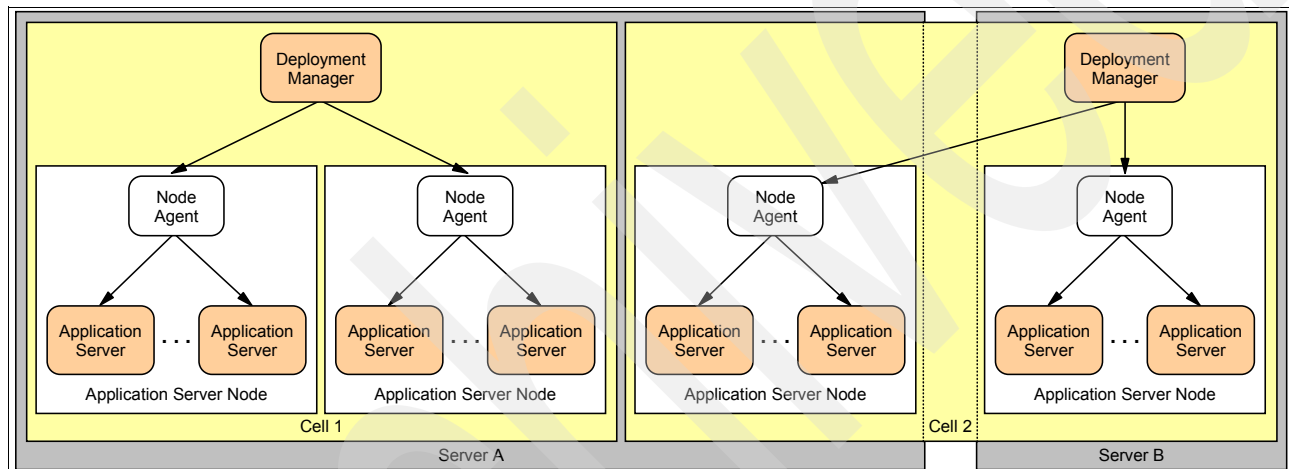 Deployment
Manager
Deployment
Manager
Node
Agent
Node
Agent
Node
Agent
Node
Agent
Application
Server
. . .
Application
Server
Application
Server
. . .
Application
Server
Application
Server
. . .
Application
Server
Application
Server
. . .
Application
Server
Application Server Node
Application Server Node
Application Server Node
Application Server Node
Cell 1
Cell 2
Server A
Server B